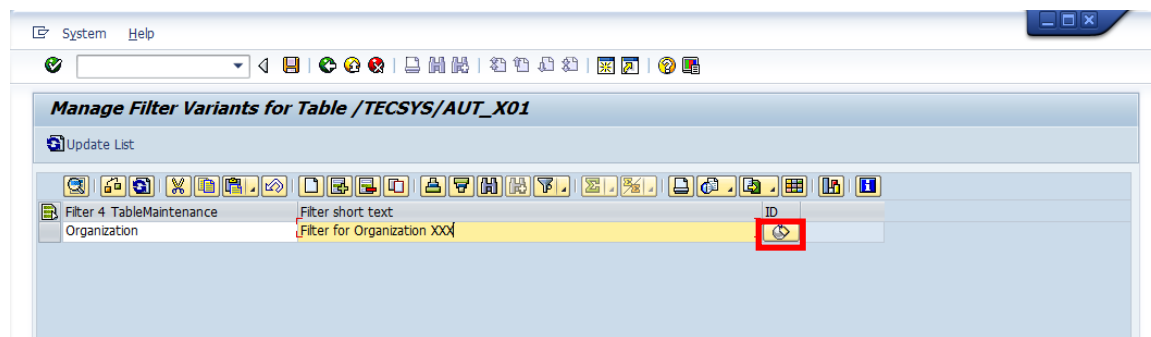 System Help
Manage Filter Variants for Table /TECSYS/AUT_X01
Update List
Filter 4 TableMaintenance Filter short text ID
Organization Filter for Organization XXX